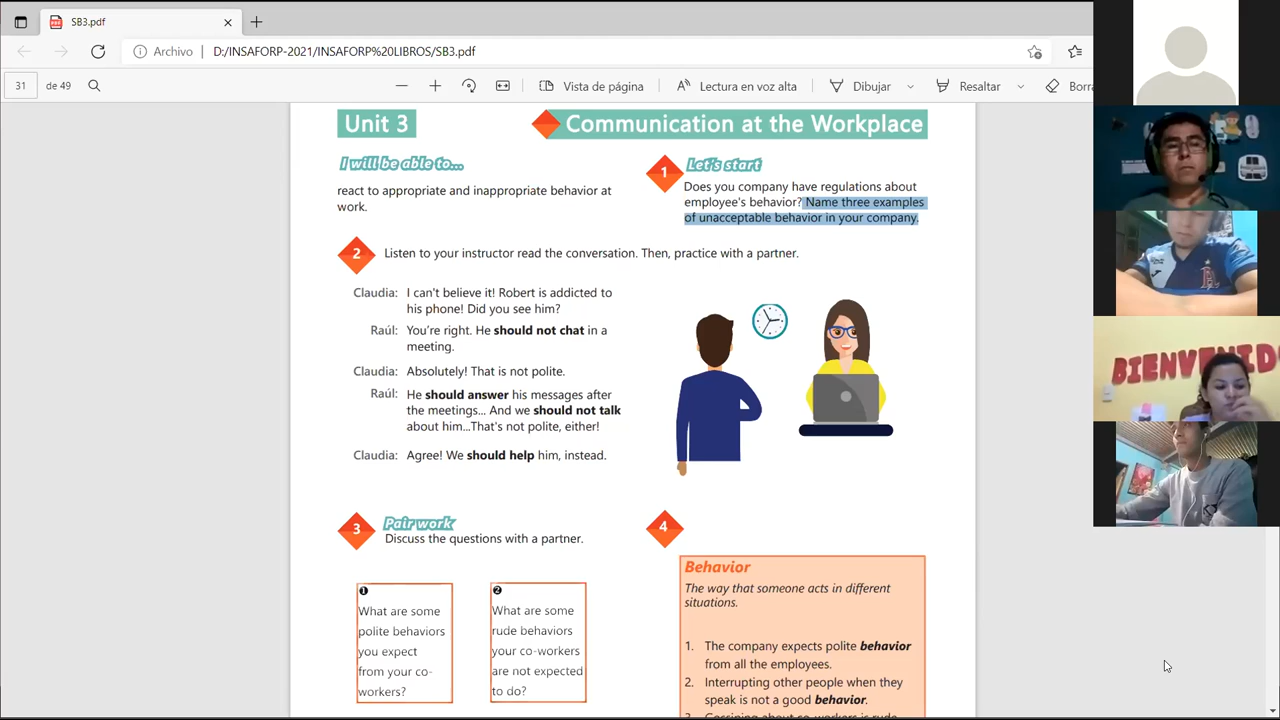 SB3.pdf
Archivo
D:/INSAFORP-2021/INSAFORP%20LIBROS/SB3.pdf
31 de 49
Vista de página
Lectura en voz alta
Dibujar
Resaltar
Unit 3
Communication at the Workplace
I will be able to...
react to appropriate and inappropriate behavior at
work.
1
Let's start
Does you company have regulations about
employee's behavior? Name three examples
of unacceptable behavior in your company.
2
Listen to your instructor read the conversation. Then, practice with a partner.
Claudia: I can't believe it! Robert is addicted to
his phone! Did you see him?
Raúl: You're right. He should not chat in a
meeting.
Claudia: Absolutely! That is not polite.
Raúl: He should answer his messages after
the meetings... And we should not talk
about him...That's not polite, either!
Claudia: Agree! We should help him, instead.
3
Pair work
Discuss the questions with a partner.
❶
What are some
polite behaviors
you expect
from your co-
workers?
❷
What are some
rude behaviors
your co-workers
are not expected
to do?
4
Behavior
The way that someone acts in different
situations.
1. The company expects polite behavior
from all the employees.
2. Interrupting other people when they
speak is not a good behavior.
3. Gossiping about co-workers is rude
BIENVENID